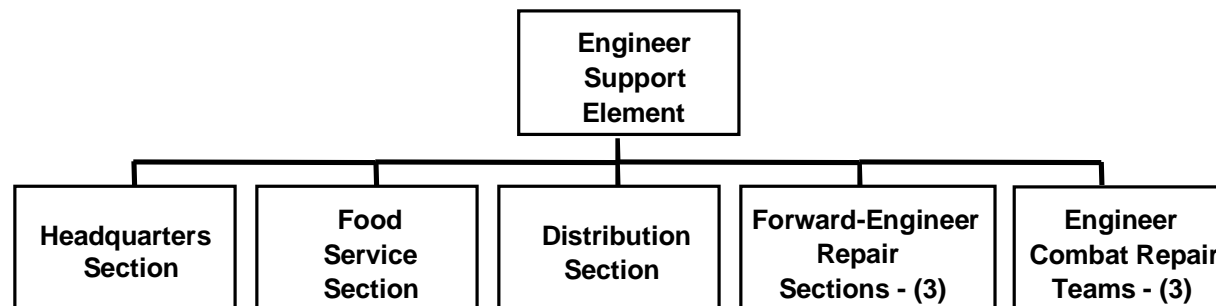 Engineer
Support
Element
Headquarters
Section
Food
Service
Section
Distribution
Section
Forward-Engineer
Repair
Sections - (3)
Engineer
Combat Repair
Teams - (3)